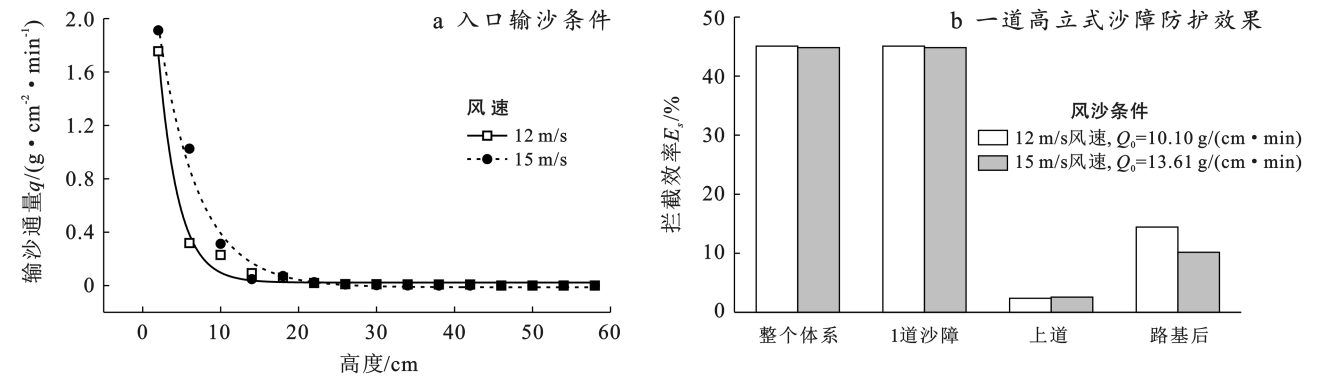 a 入口输沙条件
输沙通量q/(g·cm⁻²·min⁻¹)
2.0
1.6
1.2
0.8
0.4
0
风速
12 m/s
15 m/s
0 10 20 30 40 50 60
高度/cm
b 一道高立式沙障防护效果
拦截效率Eₛ/%
50
40
30
20
10
0
风沙条件
12 m/s风速, Q₀=10.10 g/(cm·min)
15 m/s风速, Q₀=13.61 g/(cm·min)
整个体系 1道沙障 上道 路基后